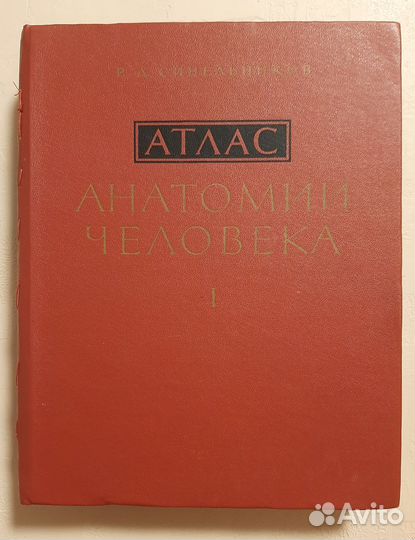 Р. Д. СИНЕЛЬНИКОВ
АТЛАС
АНАТОМИИ
ЧЕЛОВЕКА
I
Avito